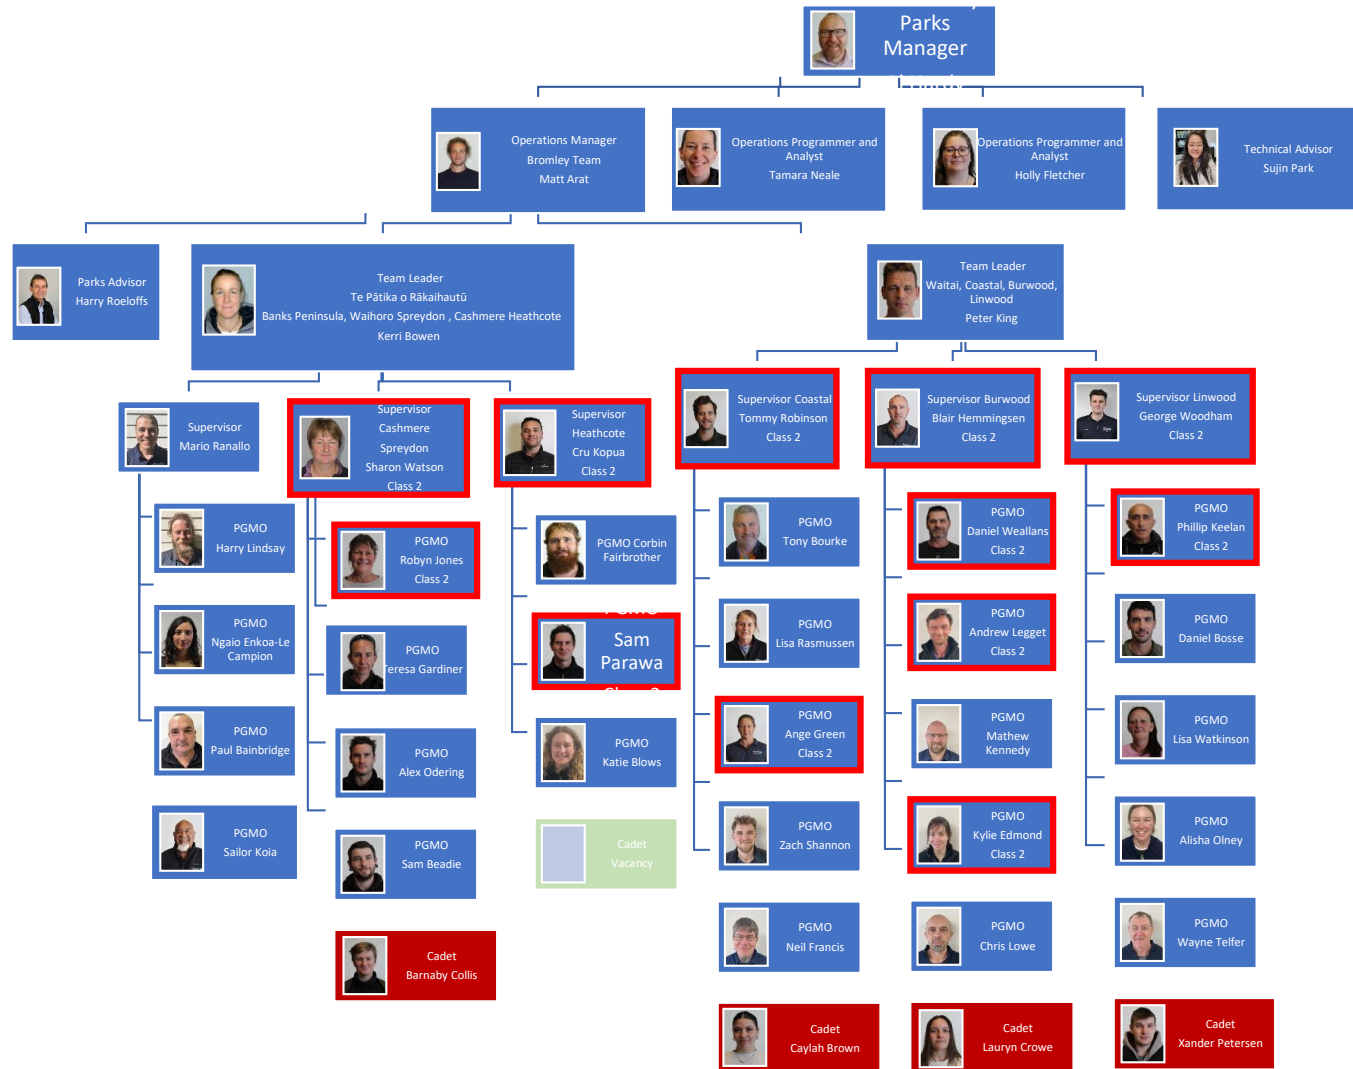 Parks
Manager
Operations Manager
Bromley Team
Matt Arat
Operations Programmer and
Analyst
Tamara Neale
Operations Programmer and
Analyst
Holly Fletcher
Technical Advisor
Sujin Park
Parks Advisor
Harry Roeloffs
Team Leader
Te Pātika o Rākaihautū
Banks Peninsula, Waihoro Spreydon , Cashmere Heathcote
Kerri Bowen
Team Leader
Waitai, Coastal, Burwood,
Linwood
Peter King
Supervisor
Mario Ranallo
Supervisor
Cashmere
Spreydon
Sharon Watson
Class 2
Supervisor
Heathcote
Cru Kopua
Class 2
Supervisor Coastal
Tommy Robinson
Class 2
Supervisor Burwood
Blair Hemmingsen
Class 2
Supervisor Linwood
George Woodham
Class 2
PGMO
Harry Lindsay
PGMO
Ngaio Enkoa-Le
Campion
PGMO
Paul Bainbridge
PGMO
Sailor Koia
PGMO
Robyn Jones
Class 2
PGMO
Teresa Gardiner
PGMO
Alex Odering
PGMO
Sam Beadie
Cadet
Barnaby Collis
PGMO Corbin
Fairbrother
PGMO
Sam
Parawa
Class 2
PGMO
Katie Blows
Cadet
Vacancy
PGMO
Tony Bourke
PGMO
Lisa Rasmussen
PGMO
Ange Green
Class 2
PGMO
Zach Shannon
PGMO
Neil Francis
Cadet
Caylah Brown
PGMO
Daniel Weallans
Class 2
PGMO
Andrew Legget
Class 2
PGMO
Mathew
Kennedy
PGMO
Kylie Edmond
Class 2
PGMO
Chris Lowe
Cadet
Lauryn Crowe
PGMO
Phillip Keelan
Class 2
PGMO
Daniel Bosse
PGMO
Lisa Watkinson
PGMO
Alisha Olney
PGMO
Wayne Telfer
Cadet
Xander Petersen